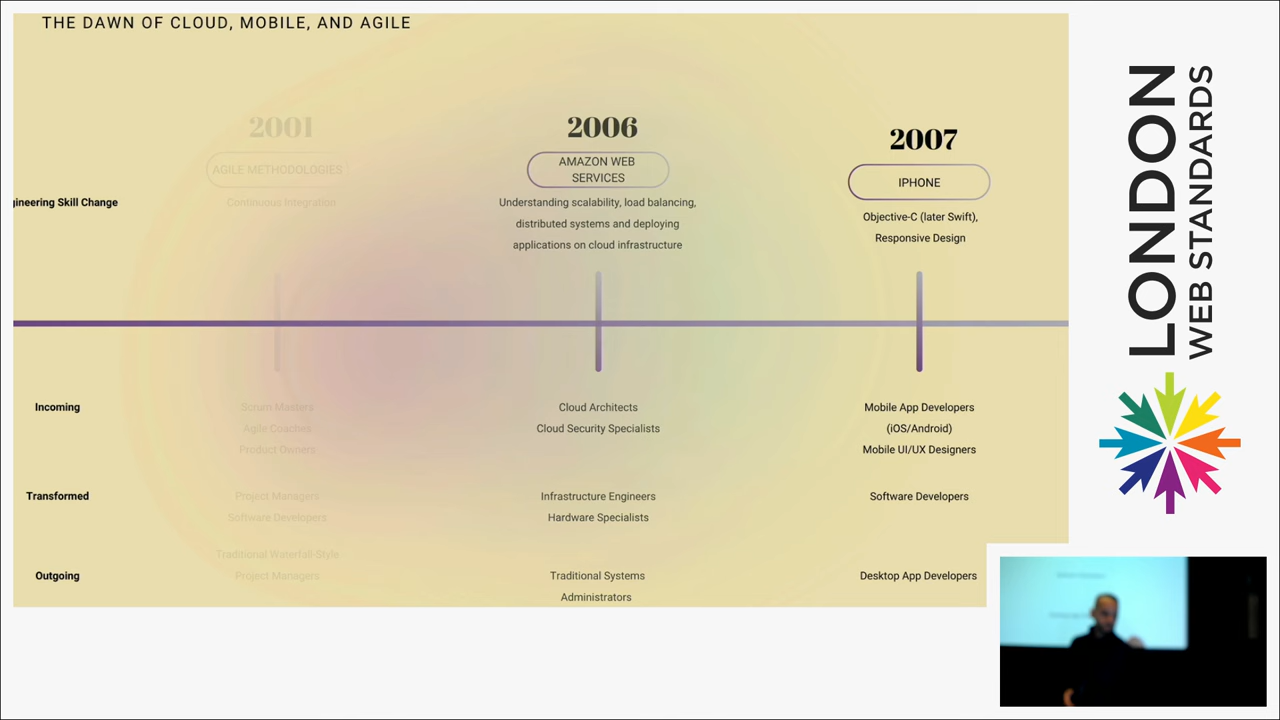 THE DAWN OF CLOUD, MOBILE, AND AGILE
2001
AGILE METHODOLOGIES
Continuous Integration
2006
AMAZON WEB
SERVICES
Understanding scalability, load balancing,
distributed systems and deploying
applications on cloud infrastructure
2007
IPHONE
Objective-C (later Swift),
Responsive Design
gineering Skill Change
Incoming
Scrum Masters
Agile Coaches
Product Owners
Cloud Architects
Cloud Security Specialists
Mobile App Developers
(iOS/Android)
Mobile UI/UX Designers
Transformed
Project Managers
Software Developers
Infrastructure Engineers
Hardware Specialists
Software Developers
Outgoing
Traditional Waterfall-Style
Project Managers
Traditional Systems
Administrators
Desktop App Developers
LONDON
WEB STANDARDS